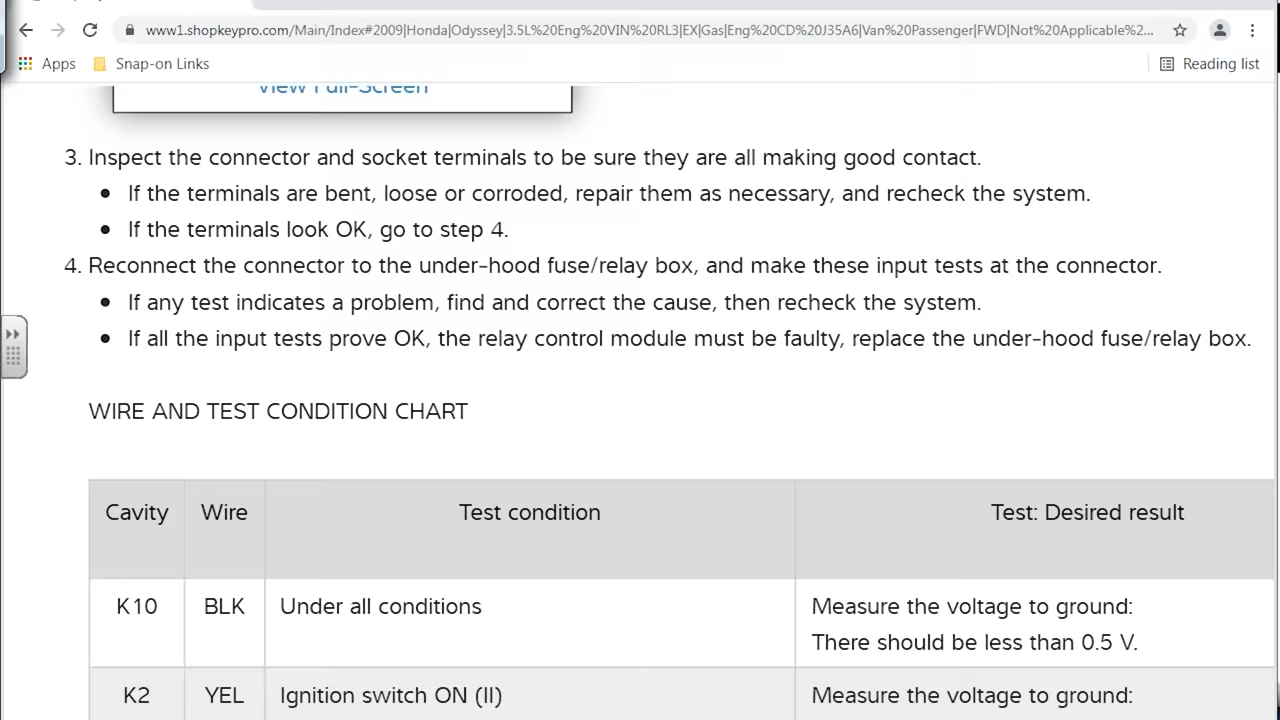 www1.shopkeypro.com/Main/Index#2009|Honda|Odyssey|3.5L%20Eng%20VIN%20RL3|EX|Gas|Eng%20CD%20J35A6|Van%20Passenger|FWD|Not%20Applicable%2...
Apps Snap-on Links Reading list
View Full-Screen
3. Inspect the connector and socket terminals to be sure they are all making good contact.
• If the terminals are bent, loose or corroded, repair them as necessary, and recheck the system.
• If the terminals look OK, go to step 4.
4. Reconnect the connector to the under-hood fuse/relay box, and make these input tests at the connector.
• If any test indicates a problem, find and correct the cause, then recheck the system.
• If all the input tests prove OK, the relay control module must be faulty, replace the under-hood fuse/relay box.
WIRE AND TEST CONDITION CHART
Cavity Wire Test condition Test: Desired result
K10 BLK Under all conditions Measure the voltage to ground:
There should be less than 0.5 V.
K2 YEL Ignition switch ON (II) Measure the voltage to ground: